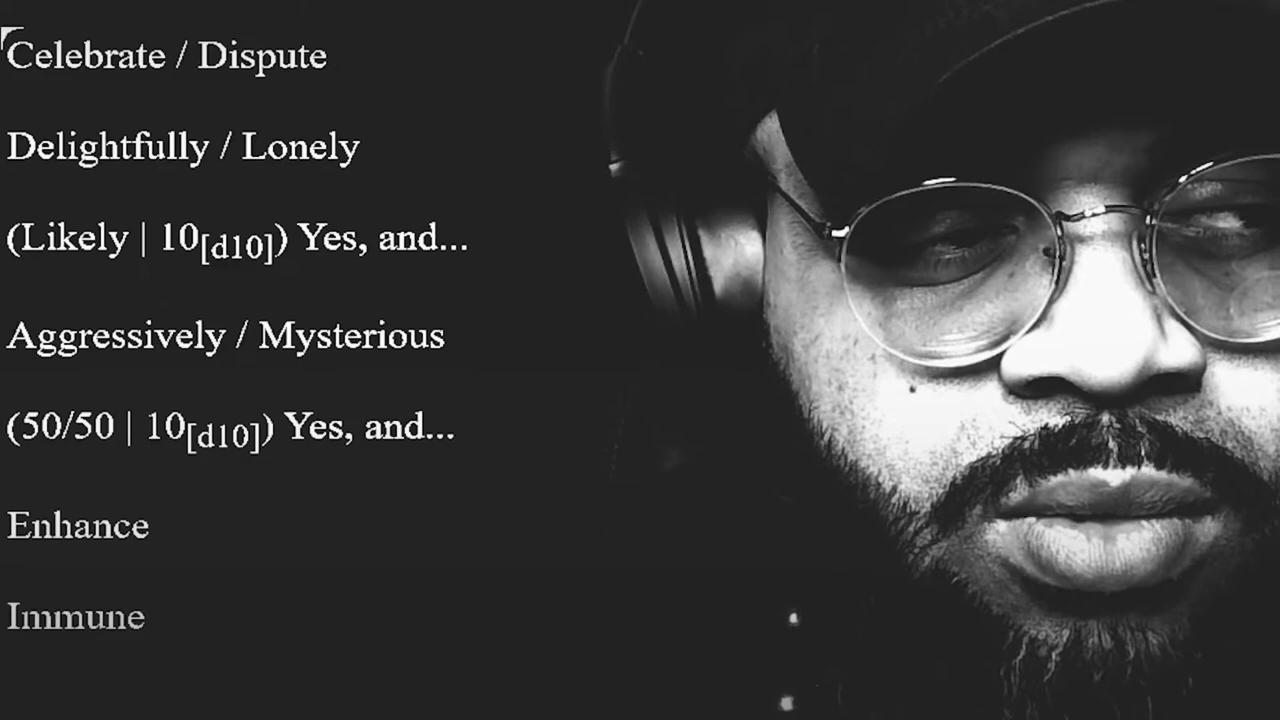 Celebrate / Dispute
Delightfully / Lonely
(Likely | 10[d10]) Yes, and...
Aggressively / Mysterious
(50/50 | 10[d10]) Yes, and...
Enhance
Immune